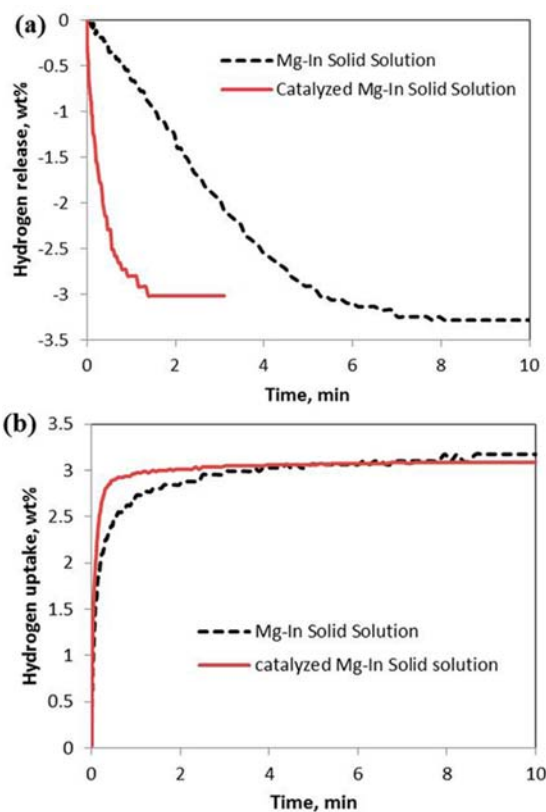 (a)
0
-0.5
-1
-1.5
-2
-2.5
-3
-3.5
Hydrogen release, wt%
Mg-In Solid Solution
Catalyzed Mg-In Solid Solution
0 2 4 6 8 10
Time, min
(b)
3.5
3
2.5
2
1.5
1
0.5
0
Hydrogen uptake, wt%
Mg-In Solid Solution
catalyzed Mg-In Solid solution
0 2 4 6 8 10
Time, min